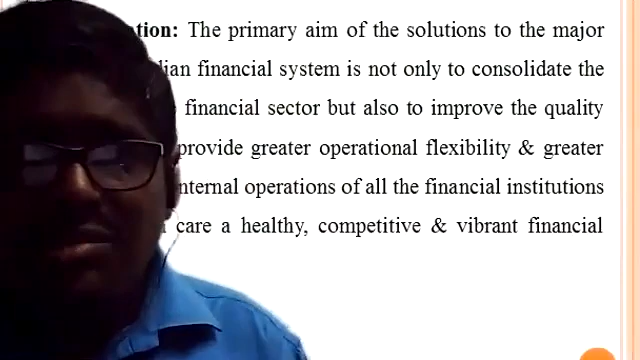 tion: The primary aim of the solutions to the major
ian financial system is not only to consolidate the
financial sector but also to improve the quality
provide greater operational flexibility & greater
nternal operations of all the financial institutions
care a healthy, competitive & vibrant financial